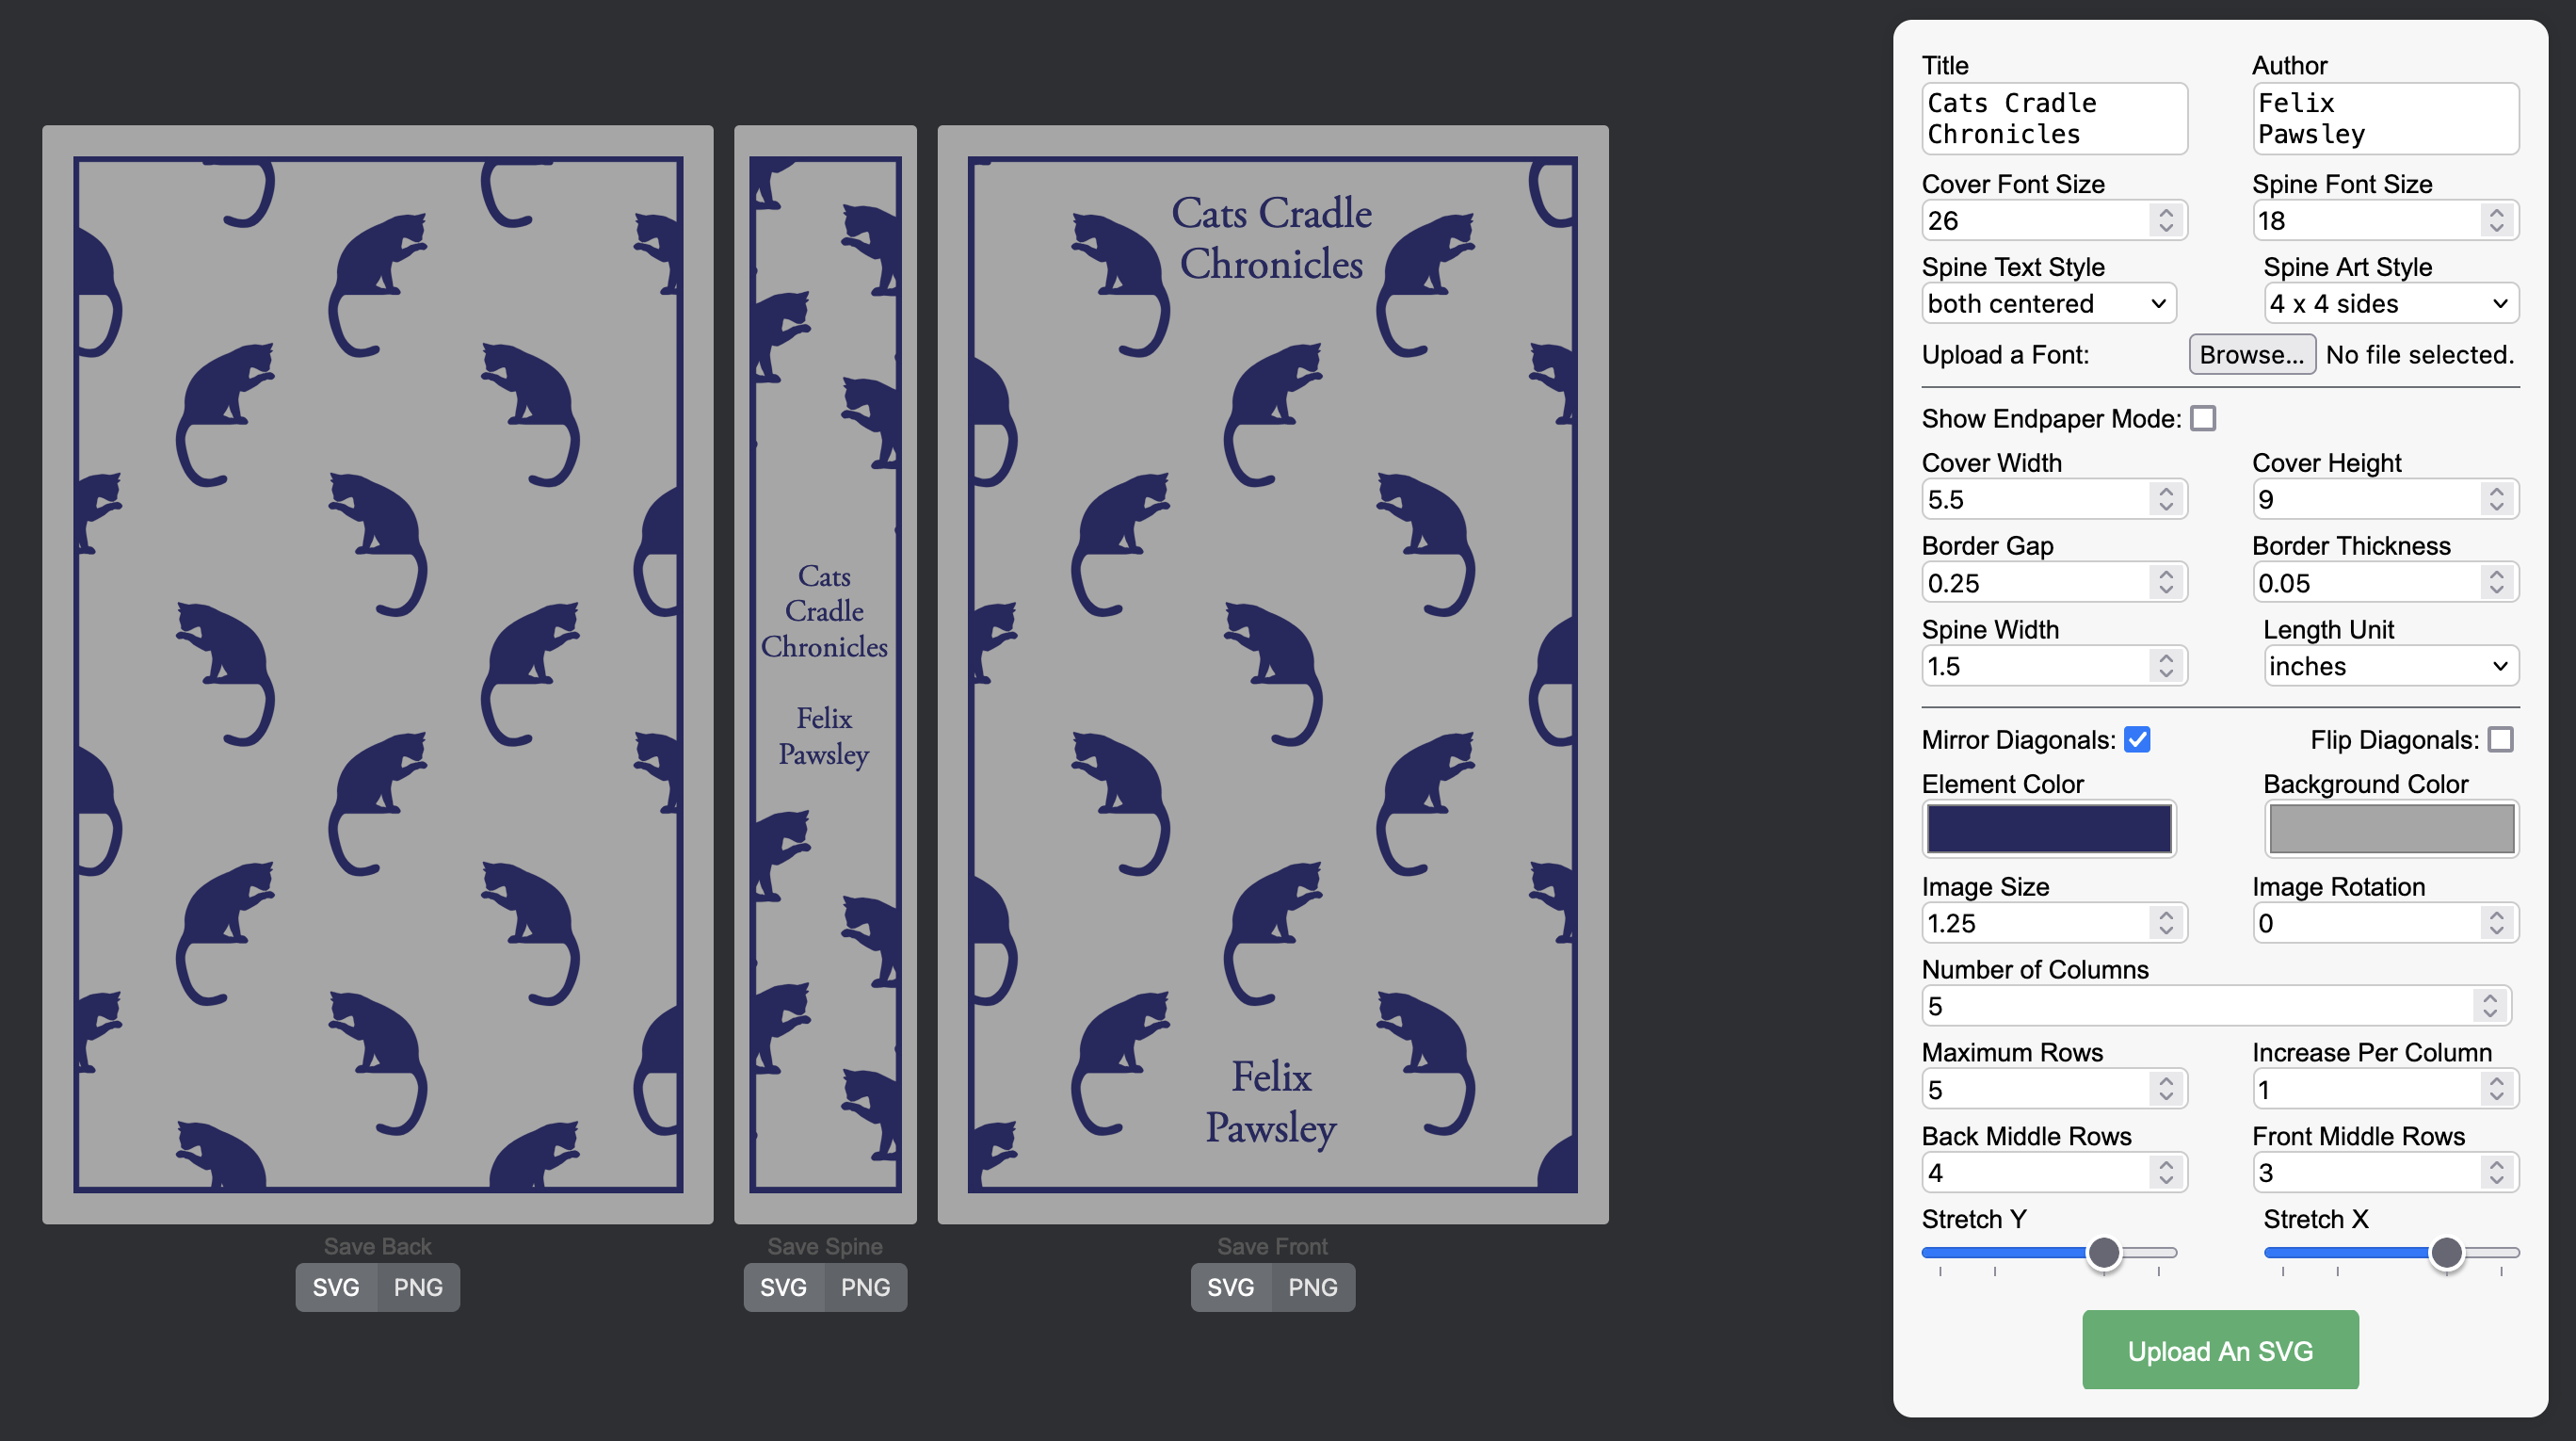 Cats Cradle
Chronicles
Felix
Pawsley
Cats
Cradle
Chronicles
Felix
Pawsley
Save Back
SVG PNG
Save Spine
SVG PNG
Save Front
SVG PNG
Title Author
Cats Cradle
Chronicles
Felix
Pawsley
Cover Font Size Spine Font Size
26 18
Spine Text Style Spine Art Style
both centered 4 x 4 sides
Upload a Font: Browse... No file selected.
Show Endpaper Mode:
Cover Width Cover Height
5.5 9
Border Gap Border Thickness
0.25 0.05
Spine Width Length Unit
1.5 inches
Mirror Diagonals: Flip Diagonals:
Element Color Background Color
Image Size Image Rotation
1.25 0
Number of Columns
5
Maximum Rows Increase Per Column
5 1
Back Middle Rows Front Middle Rows
4 3
Stretch Y Stretch X
Upload An SVG